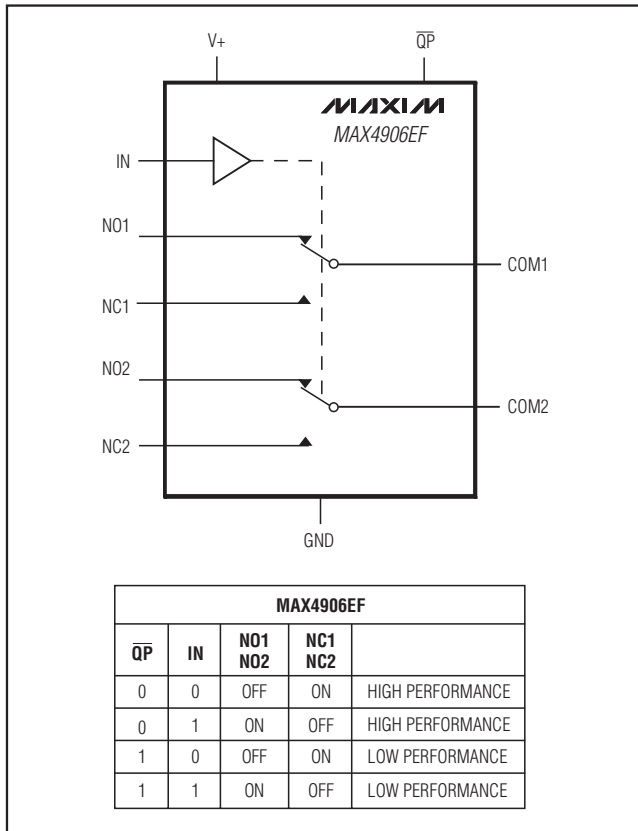 V+ Q̅P̅
MAXIM
MAX4906EF
IN
NO1
COM1
NC1
NO2
COM2
NC2
GND
MAX4906EF
Q̅P̅ IN NO1 NO2 NC1 NC2
0 0 OFF ON HIGH PERFORMANCE
0 1 ON OFF HIGH PERFORMANCE
1 0 OFF ON LOW PERFORMANCE
1 1 ON OFF LOW PERFORMANCE